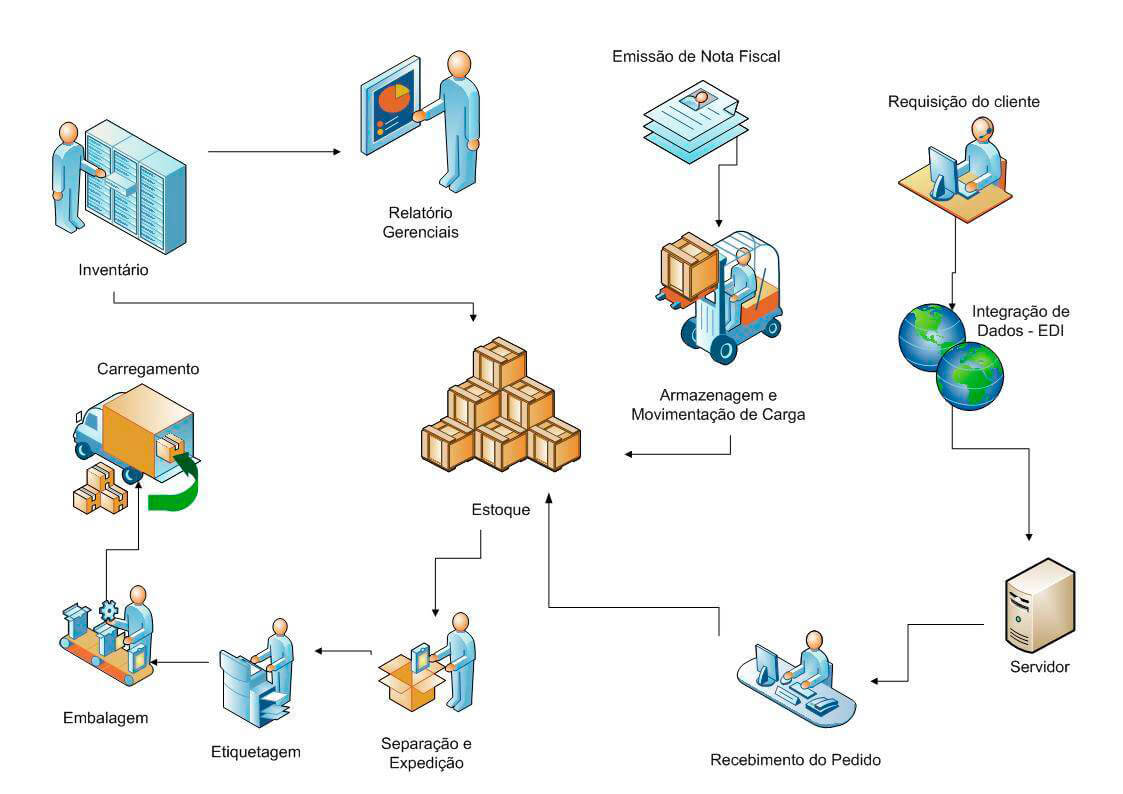 Emissão de Nota Fiscal
Requisição do cliente
Relatório
Gerenciais
Inventário
Integração de
Dados - EDI
Carregamento
Armazenagem e
Movimentação de Carga
Estoque
Servidor
Embalagem
Etiquetagem
Separação e
Expedição
Recebimento do Pedido